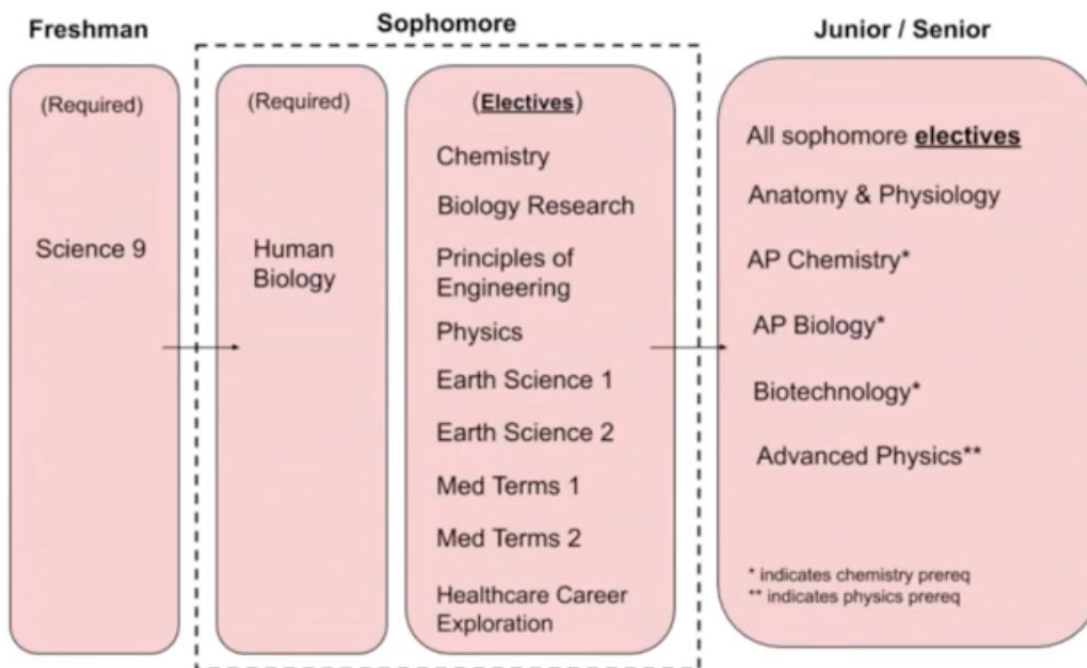 Freshman
(Required)
Science 9
Sophomore
(Required)
Human
Biology
(Electives)
Chemistry
Biology Research
Principles of
Engineering
Physics
Earth Science 1
Earth Science 2
Med Terms 1
Med Terms 2
Healthcare Career
Exploration
Junior / Senior
All sophomore electives
Anatomy & Physiology
AP Chemistry*
AP Biology*
Biotechnology*
Advanced Physics**
* indicates chemistry prereq
** indicates physics prereq